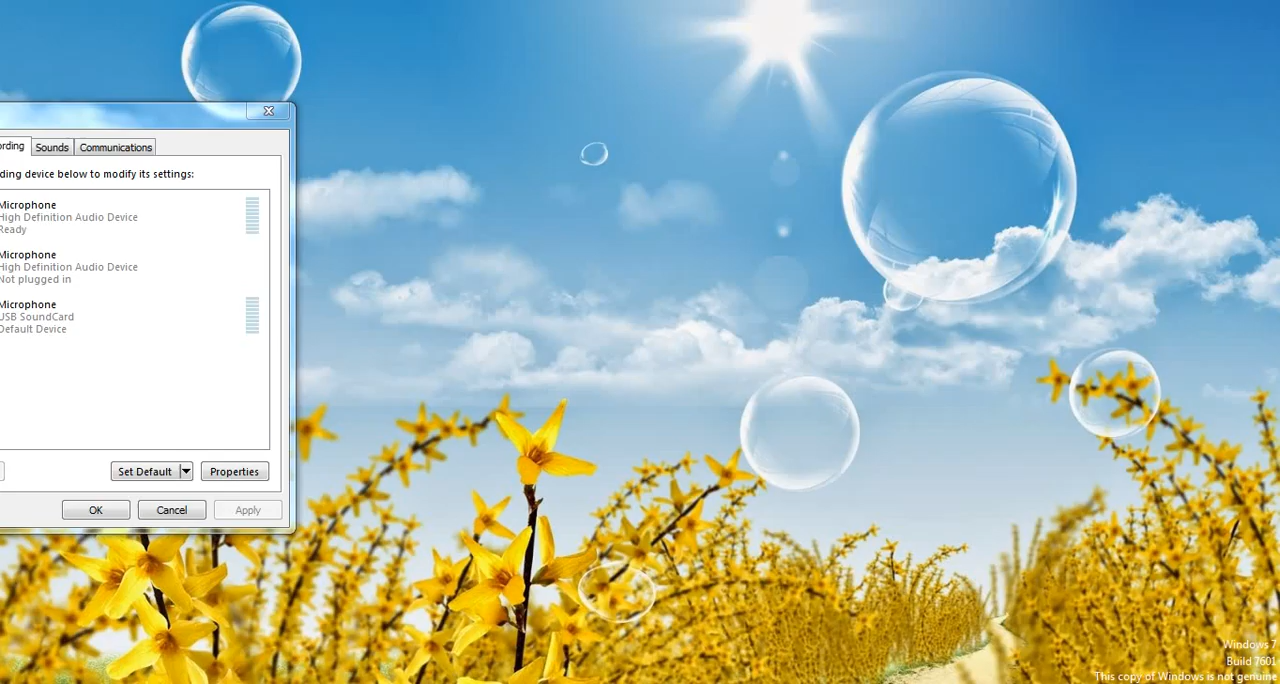 ording Sounds Communications
ding device below to modify its settings:
Microphone
High Definition Audio Device
Ready
Microphone
High Definition Audio Device
Not plugged in
Microphone
USB SoundCard
Default Device
Set Default Properties
OK Cancel Apply
Windows 7
Build 7601
This copy of Windows is not genuine